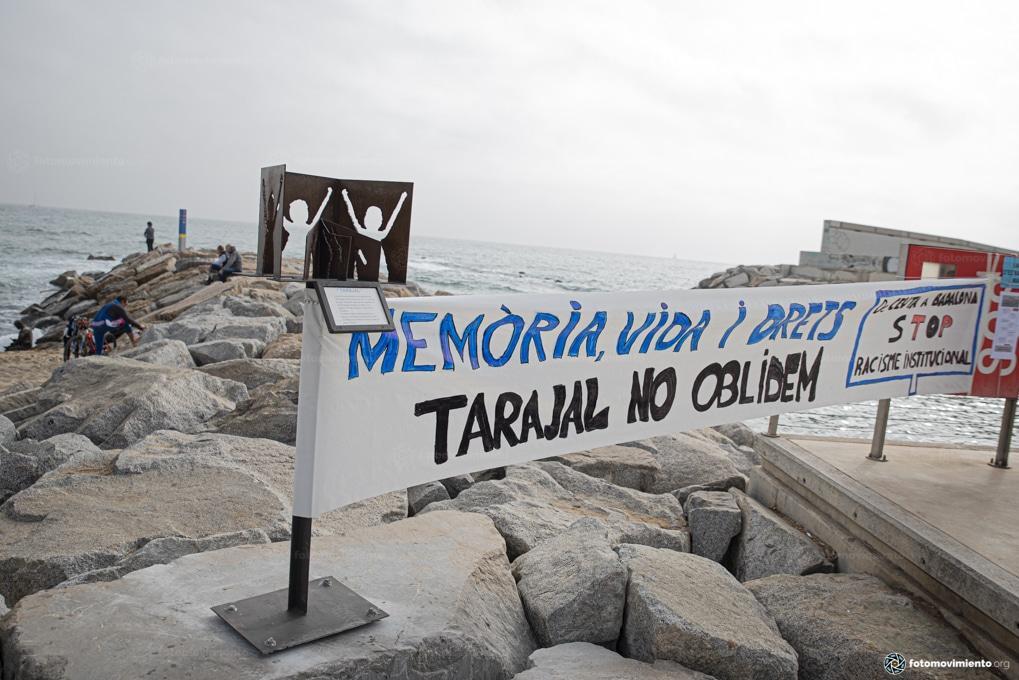 MEMÒRIA, VIDA i DRETS
TARAJAL NO OBLIDEM
De CEUTA A BADALONA
STOP
RACISME INSTITUCIONAL
fotomovimiento.org